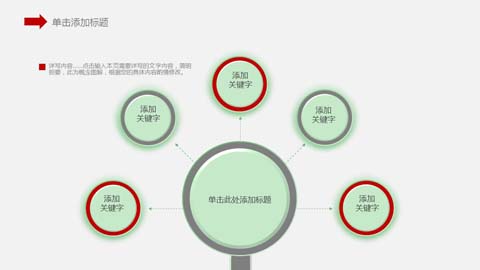 单击添加标题
详写内容……点击输入本页需要详写的文字内容，简明
扼要，此为概念图解，根据您的具体内容酌情修改。
添加
关键字
添加
关键字
添加
关键字
添加
关键字
单击此处添加标题
添加
关键字